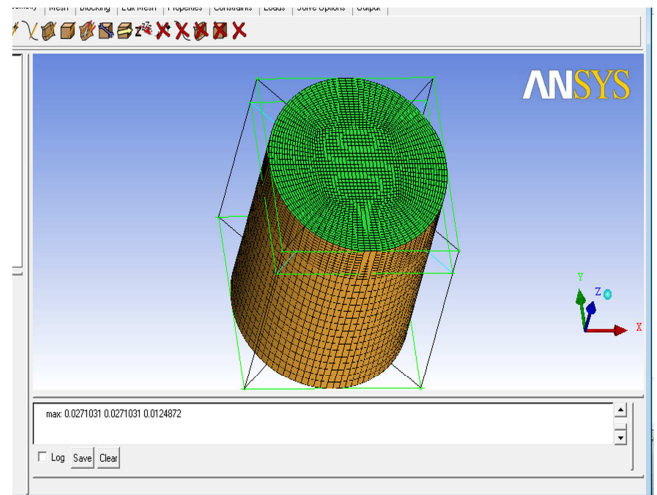 Mesh Blocking Edit Mesh Properties Constraints Loads Solve Options Output
ANSYS
Y
Z
X
max: 0.0271031 0.0271031 0.0124872
Log Save Clear